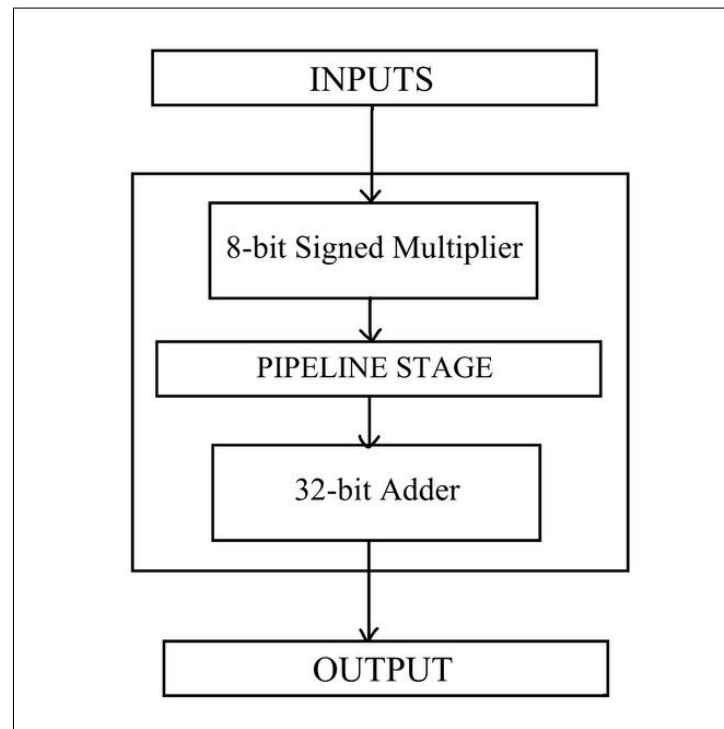 INPUTS
8-bit Signed Multiplier
PIPELINE STAGE
32-bit Adder
OUTPUT